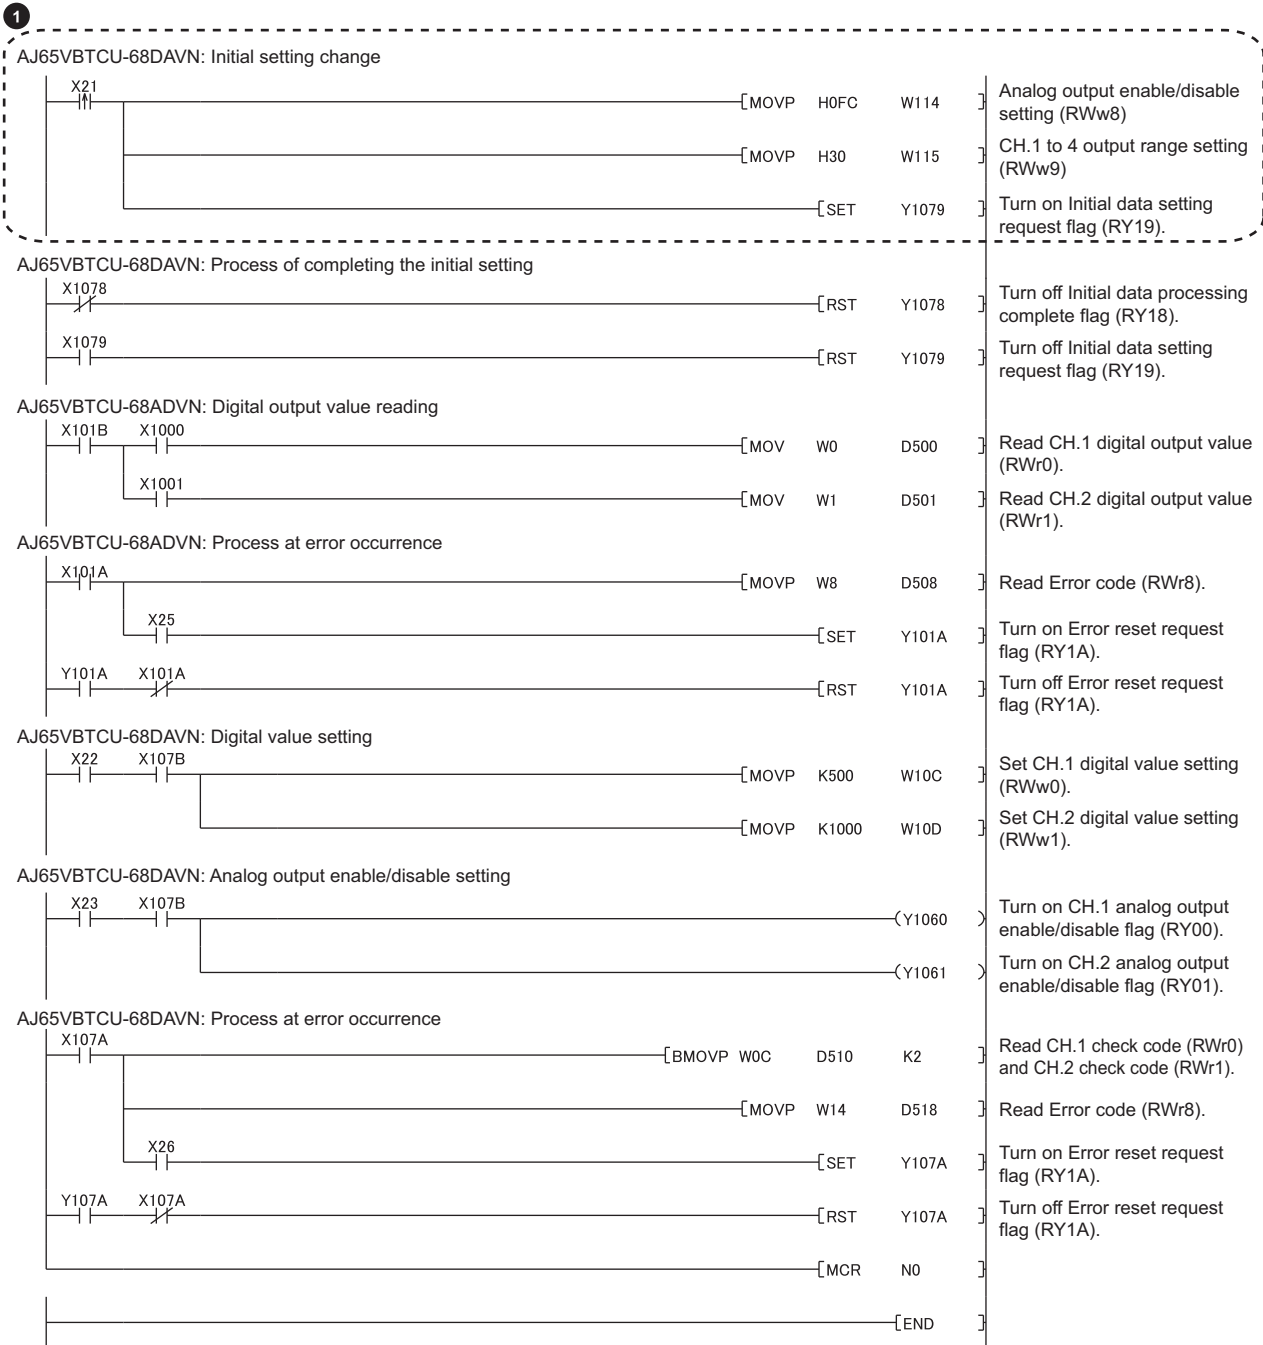 1
AJ65VBTCU-68DAVN: Initial setting change
X21
MOVP H0FC W114
Analog output enable/disable
setting (RWw8)
MOVP H30 W115
CH.1 to 4 output range setting
(RWw9)
SET Y1079
Turn on Initial data setting
request flag (RY19).
AJ65VBTCU-68DAVN: Process of completing the initial setting
X1078
RST Y1078
Turn off Initial data processing
complete flag (RY18).
X1079
RST Y1079
Turn off Initial data setting
request flag (RY19).
AJ65VBTCU-68ADVN: Digital output value reading
X101B X1000
MOV W0 D500
Read CH.1 digital output value
(RWr0).
X1001
MOV W1 D501
Read CH.2 digital output value
(RWr1).
AJ65VBTCU-68ADVN: Process at error occurrence
X101A
MOVP W8 D508
Read Error code (RWr8).
X25
SET Y101A
Turn on Error reset request
flag (RY1A).
Y101A X101A
RST Y101A
Turn off Error reset request
flag (RY1A).
AJ65VBTCU-68DAVN: Digital value setting
X22 X107B
MOVP K500 W10C
Set CH.1 digital value setting
(RWw0).
MOVP K1000 W10D
Set CH.2 digital value setting
(RWw1).
AJ65VBTCU-68DAVN: Analog output enable/disable setting
X23 X107B
Y1060
Turn on CH.1 analog output
enable/disable flag (RY00).
Y1061
Turn on CH.2 analog output
enable/disable flag (RY01).
AJ65VBTCU-68DAVN: Process at error occurrence
X107A
BMOVP W0C D510 K2
Read CH.1 check code (RWr0)
and CH.2 check code (RWr1).
MOVP W14 D518
Read Error code (RWr8).
X26
SET Y107A
Turn on Error reset request
flag (RY1A).
Y107A X107A
RST Y107A
Turn off Error reset request
flag (RY1A).
MCR N0
END